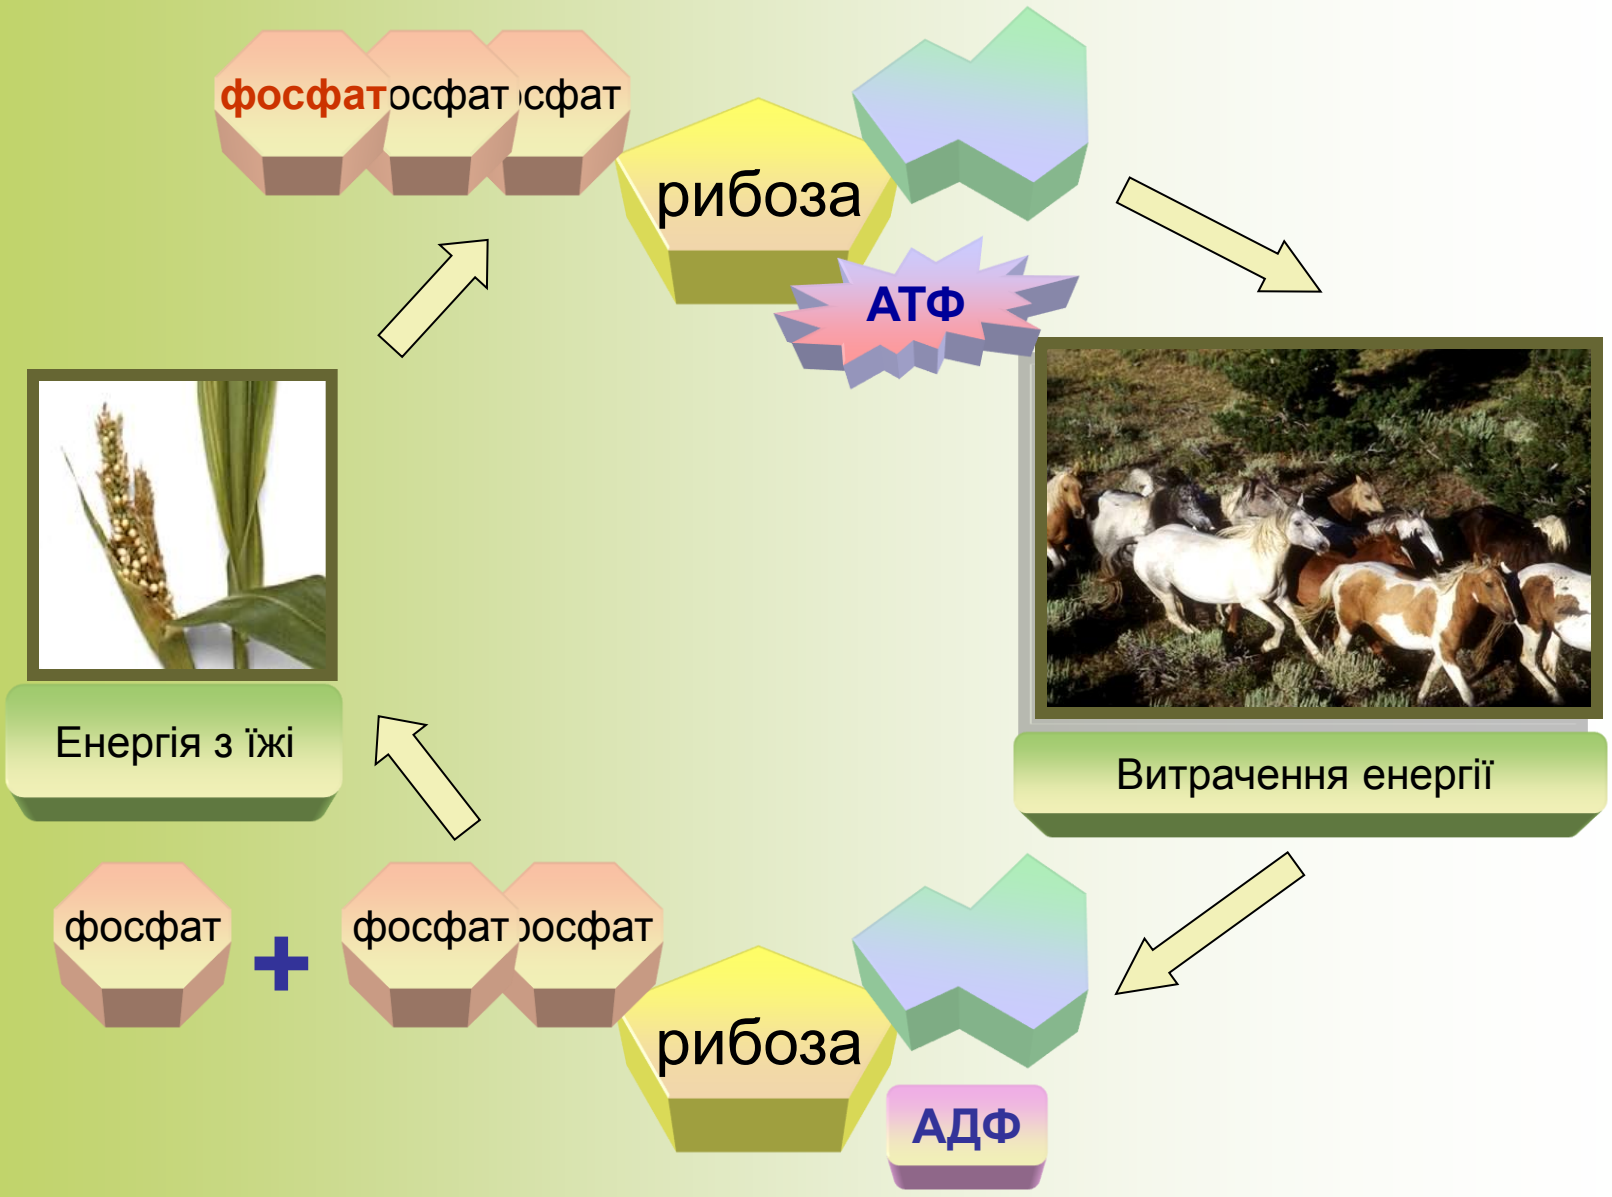 фосфат осфат сфат
рибоза
АТФ
Енергія з їжі
Витрачення енергії
фосфат + фосфат осфат
рибоза
АДФ